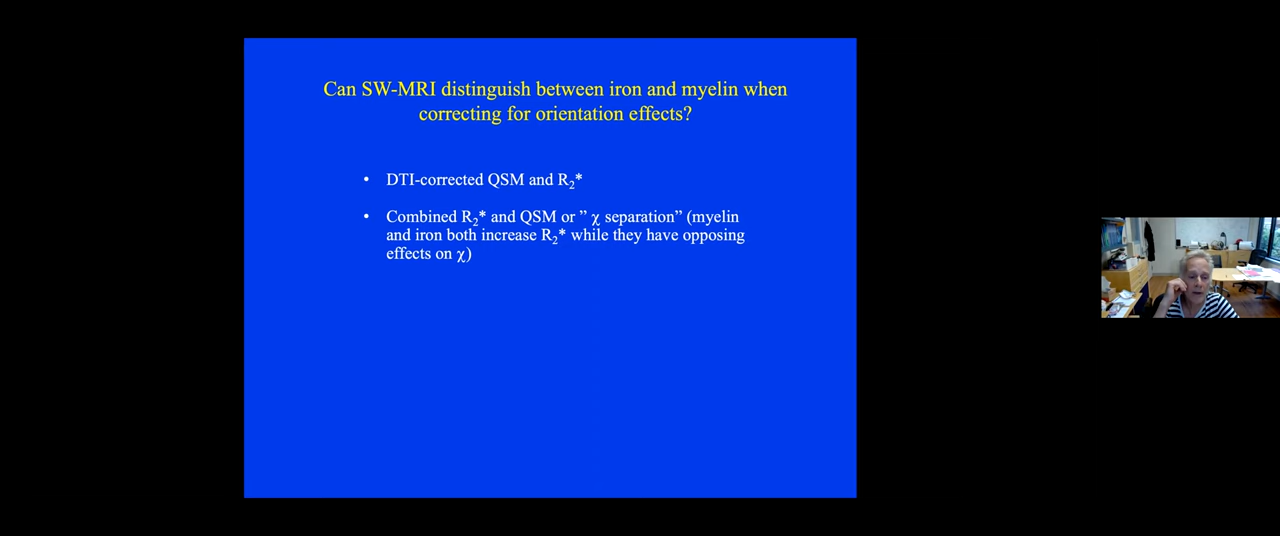 Can SW-MRI distinguish between iron and myelin when
correcting for orientation effects?
• DTI-corrected QSM and R₂*
• Combined R₂* and QSM or ” χ separation” (myelin
and iron both increase R₂* while they have opposing
effects on χ)